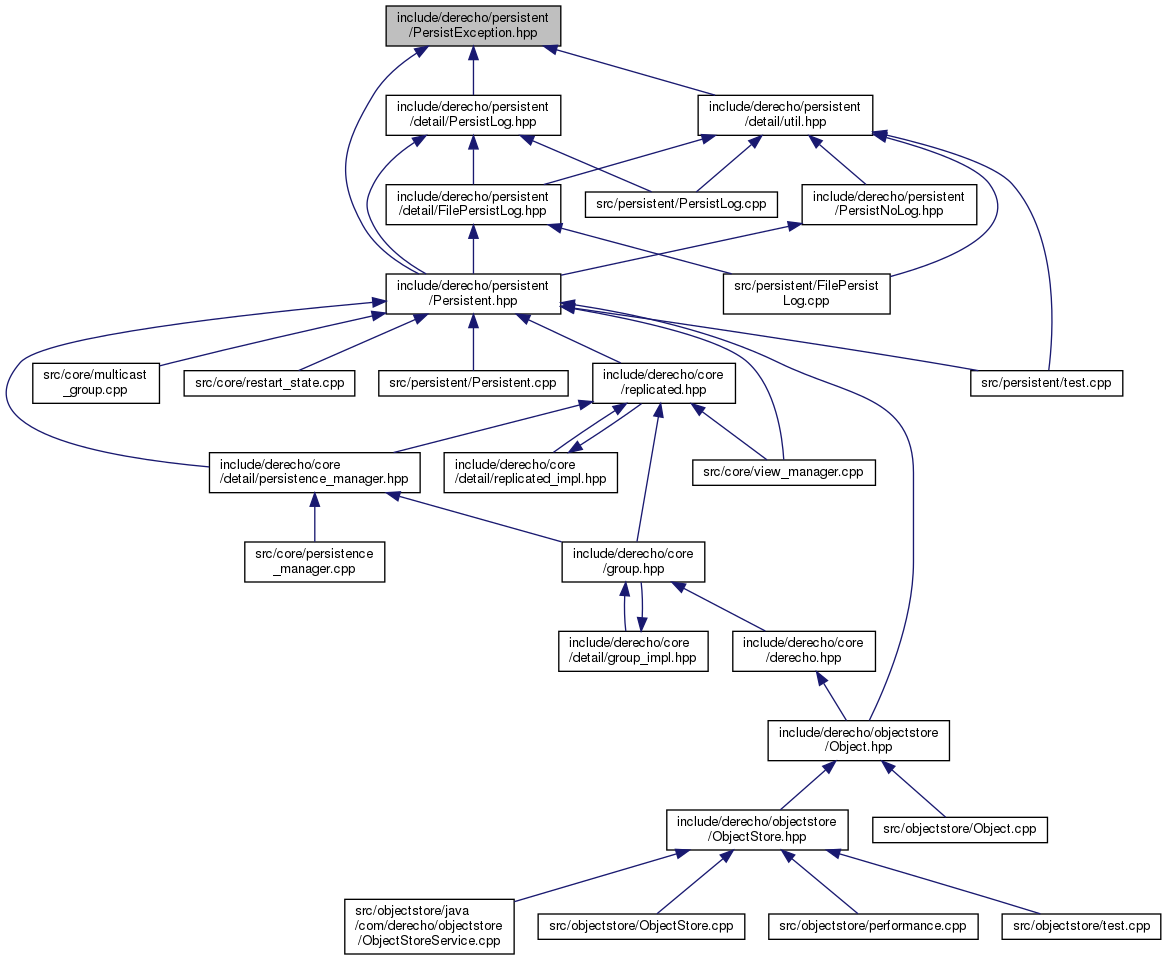 include/derecho/persistent
/PersistException.hpp
include/derecho/persistent
/detail/PersistLog.hpp
include/derecho/persistent
/detail/util.hpp
include/derecho/persistent
/detail/FilePersistLog.hpp
src/persistent/PersistLog.cpp
include/derecho/persistent
/PersistNoLog.hpp
include/derecho/persistent
/Persistent.hpp
src/persistent/FilePersist
Log.cpp
src/core/multicast
_group.cpp
src/core/restart_state.cpp
src/persistent/Persistent.cpp
include/derecho/core
/replicated.hpp
src/persistent/test.cpp
include/derecho/core
/detail/persistence_manager.hpp
include/derecho/core
/detail/replicated_impl.hpp
src/core/view_manager.cpp
src/core/persistence
_manager.cpp
include/derecho/core
/group.hpp
include/derecho/core
/detail/group_impl.hpp
include/derecho/core
/derecho.hpp
include/derecho/objectstore
/Object.hpp
include/derecho/objectstore
/ObjectStore.hpp
src/objectstore/Object.cpp
src/objectstore/java
/com/derecho/objectstore
/ObjectStoreService.cpp
src/objectstore/ObjectStore.cpp
src/objectstore/performance.cpp
src/objectstore/test.cpp